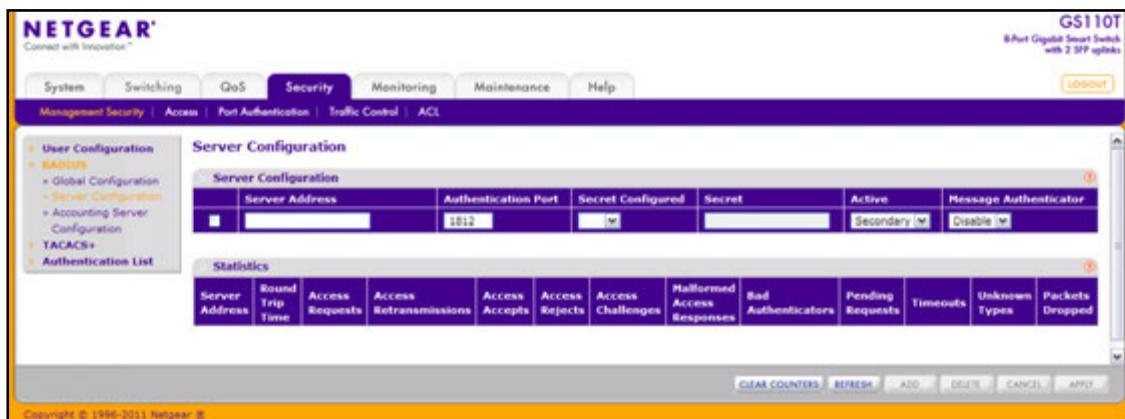 NETGEAR®
Connect with Innovation™
GS110T
8-Port Gigabit Smart Switch
with 2 SFP uplinks
System Switching QoS Security Monitoring Maintenance Help LOGOUT
Management Security | Access | Port Authentication | Traffic Control | ACL
User Configuration
RADIUS
» Global Configuration
» Server Configuration
» Accounting Server
Configuration
TACACS+
Authentication List
Server Configuration
Server Configuration
Server Address Authentication Port Secret Configured Secret Active Message Authenticator
1812 Secondary Disable
Statistics
Server Address Round Trip Time Access Requests Access Retransmissions Access Accepts Access Rejects Access Challenges Malformed Access Responses Bad Authenticators Pending Requests Timeouts Unknown Types Packets Dropped
CLEAR COUNTERS REFRESH ADD DELETE CANCEL APPLY
Copyright © 1996-2011 Netgear ®